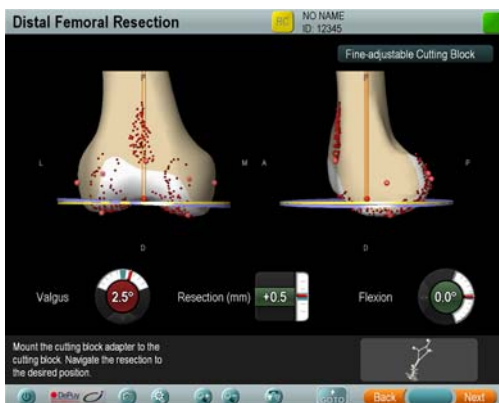 Distal Femoral Resection
RC
NO NAME
ID: 12345
Fine-adjustable Cutting Block
P
P
L
M
A
P
D
D
Valgus
2.5°
Resection (mm)
+0.5
Flexion
0.0°
Mount the cutting block adapter to the
cutting block. Navigate the resection to
the desired position.
DePuy
GO TO
Back
Next